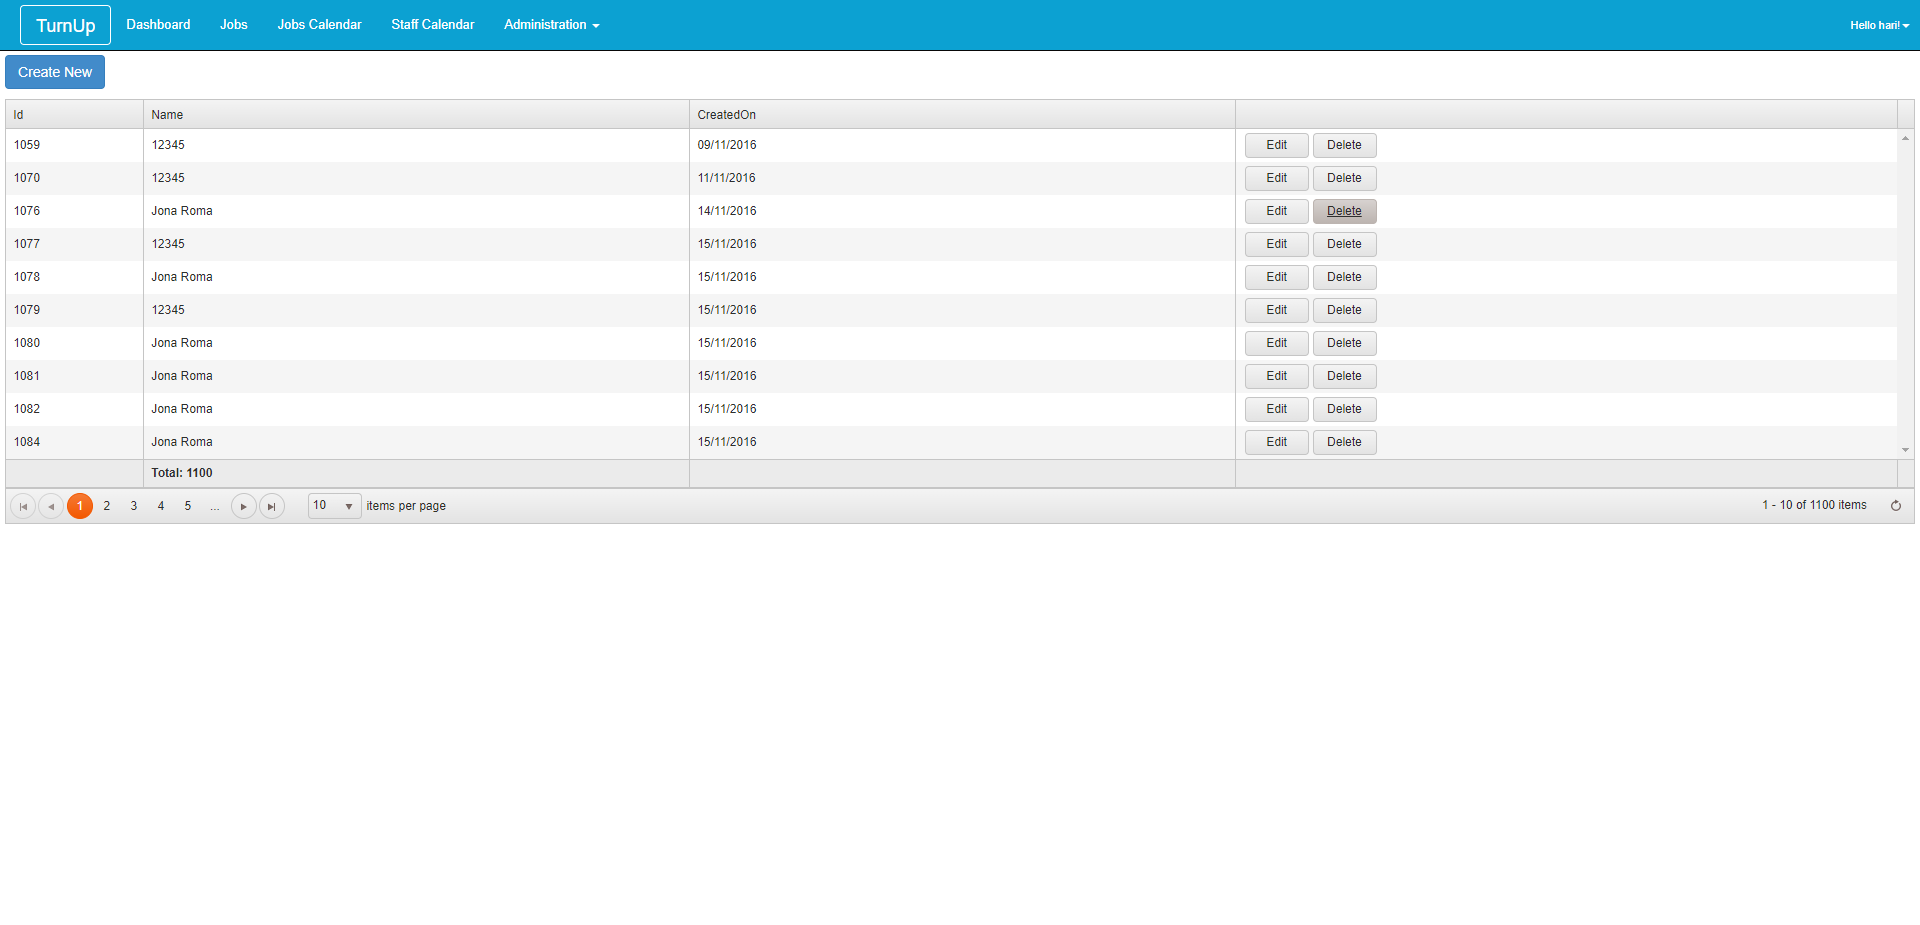 TurnUp Dashboard Jobs Jobs Calendar Staff Calendar Administration Hello hari!
Create New
Id Name CreatedOn
1059 12345 09/11/2016 Edit Delete
1070 12345 11/11/2016 Edit Delete
1076 Jona Roma 14/11/2016 Edit Delete
1077 12345 15/11/2016 Edit Delete
1078 Jona Roma 15/11/2016 Edit Delete
1079 12345 15/11/2016 Edit Delete
1080 Jona Roma 15/11/2016 Edit Delete
1081 Jona Roma 15/11/2016 Edit Delete
1082 Jona Roma 15/11/2016 Edit Delete
1084 Jona Roma 15/11/2016 Edit Delete
Total: 1100
1 2 3 4 5 ... 10 items per page 1 - 10 of 1100 items